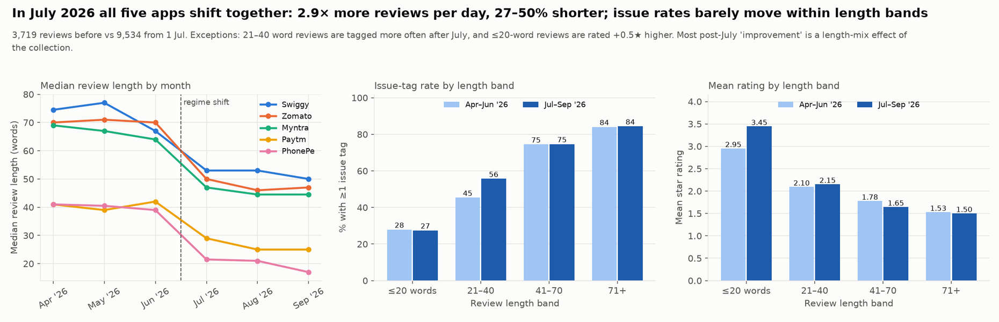 In July 2026 all five apps shift together: 2.9× more reviews per day, 27–50% shorter; issue rates barely move within length bands
3,719 reviews before vs 9,534 from 1 Jul. Exceptions: 21–40 word reviews are tagged more often after July, and ≤20-word reviews are rated +0.5★ higher. Most post-July 'improvement' is a length-mix effect of
the collection.
Median review length by month
Median review length (words)
80
70
60
50
40
30
20
regime shift
Swiggy
Zomato
Myntra
Paytm
PhonePe
Apr '26
May '26
Jun '26
Jul '26
Aug '26
Sep '26
Issue-tag rate by length band
% with ≥1 issue tag
100
80
60
40
20
0
Apr–Jun '26
Jul–Sep '26
28
27
45
56
75
75
84
84
≤20 words
21–40
41–70
71+
Review length band
Mean rating by length band
Mean star rating
4.0
3.5
3.0
2.5
2.0
1.5
1.0
0.5
0.0
Apr–Jun '26
Jul–Sep '26
2.95
3.45
2.10
2.15
1.78
1.65
1.53
1.50
≤20 words
21–40
41–70
71+
Review length band